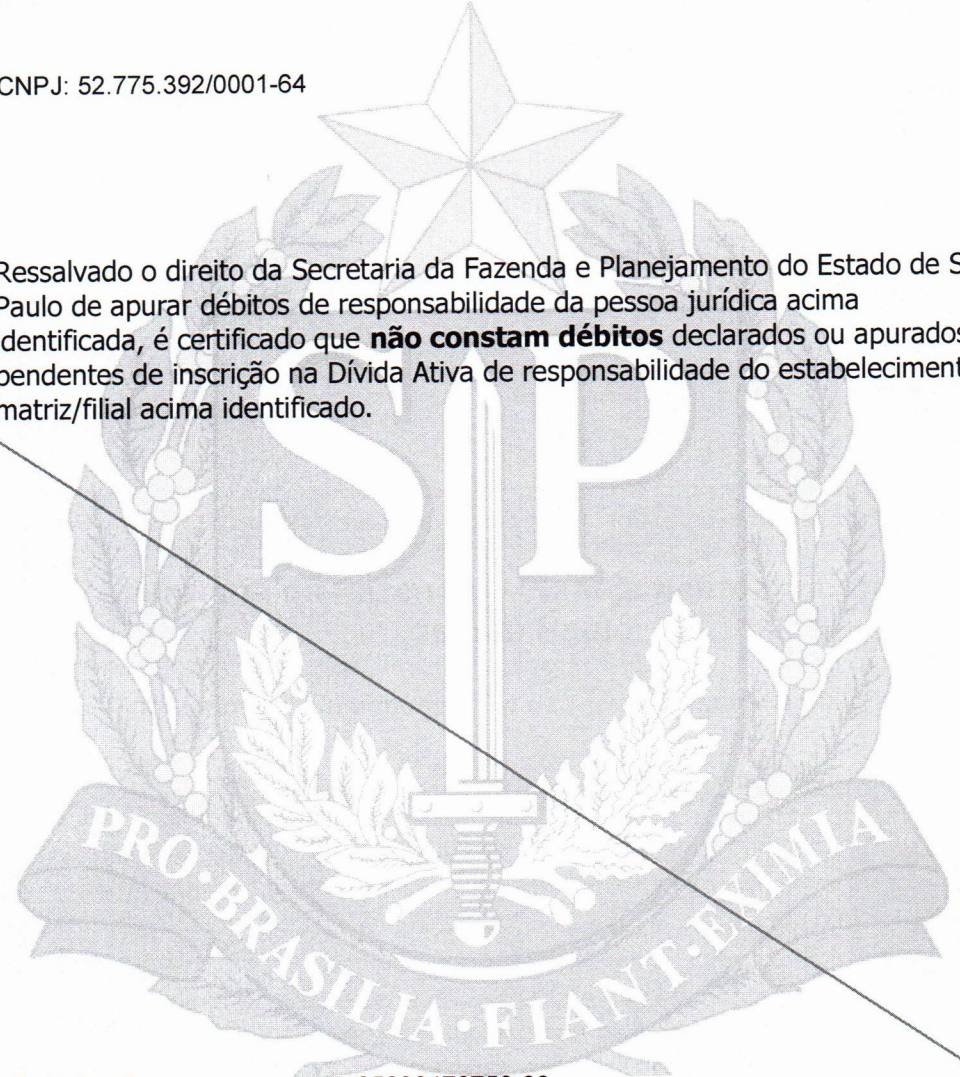 CNPJ: 52.775.392/0001-64
Ressalvado o direito da Secretaria da Fazenda e Planejamento do Estado de S
Paulo de apurar débitos de responsabilidade da pessoa jurídica acima
identificada, é certificado que não constam débitos declarados ou apurados
pendentes de inscrição na Dívida Ativa de responsabilidade do estabeleciment
matriz/filial acima identificado.
SP
PRO·BRASILIA·FIANT·EXIMIA